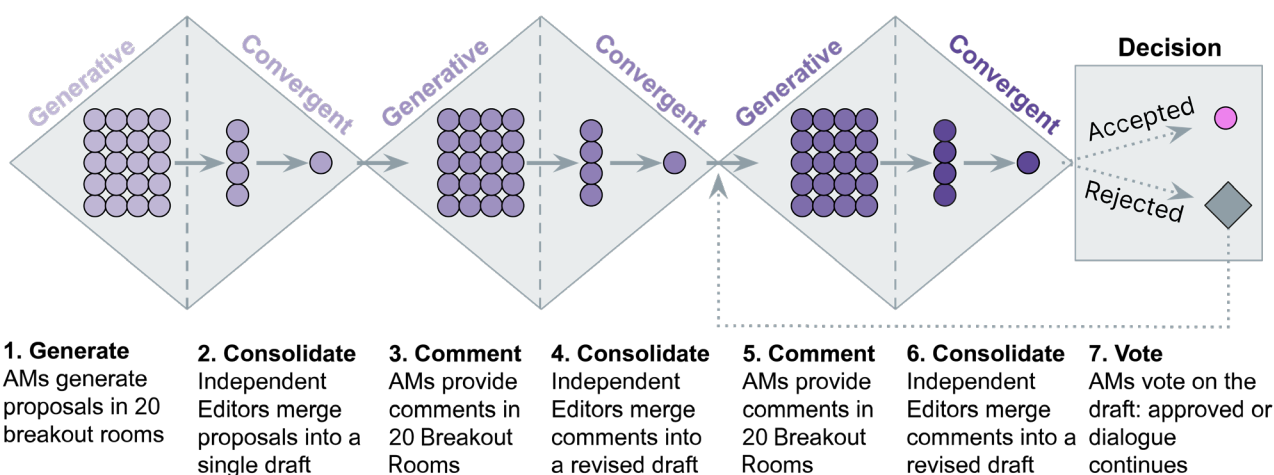 Generative
Convergent
Generative
Convergent
Generative
Convergent
Decision
Accepted
Rejected
1. Generate
AMs generate
proposals in 20
breakout rooms
2. Consolidate
Independent
Editors merge
proposals into a
single draft
3. Comment
AMs provide
comments in
20 Breakout
Rooms
4. Consolidate
Independent
Editors merge
comments into
a revised draft
5. Comment
AMs provide
comments in
20 Breakout
Rooms
6. Consolidate
Independent
Editors merge
comments into a
revised draft
7. Vote
AMs vote on the
draft: approved or
dialogue
continues